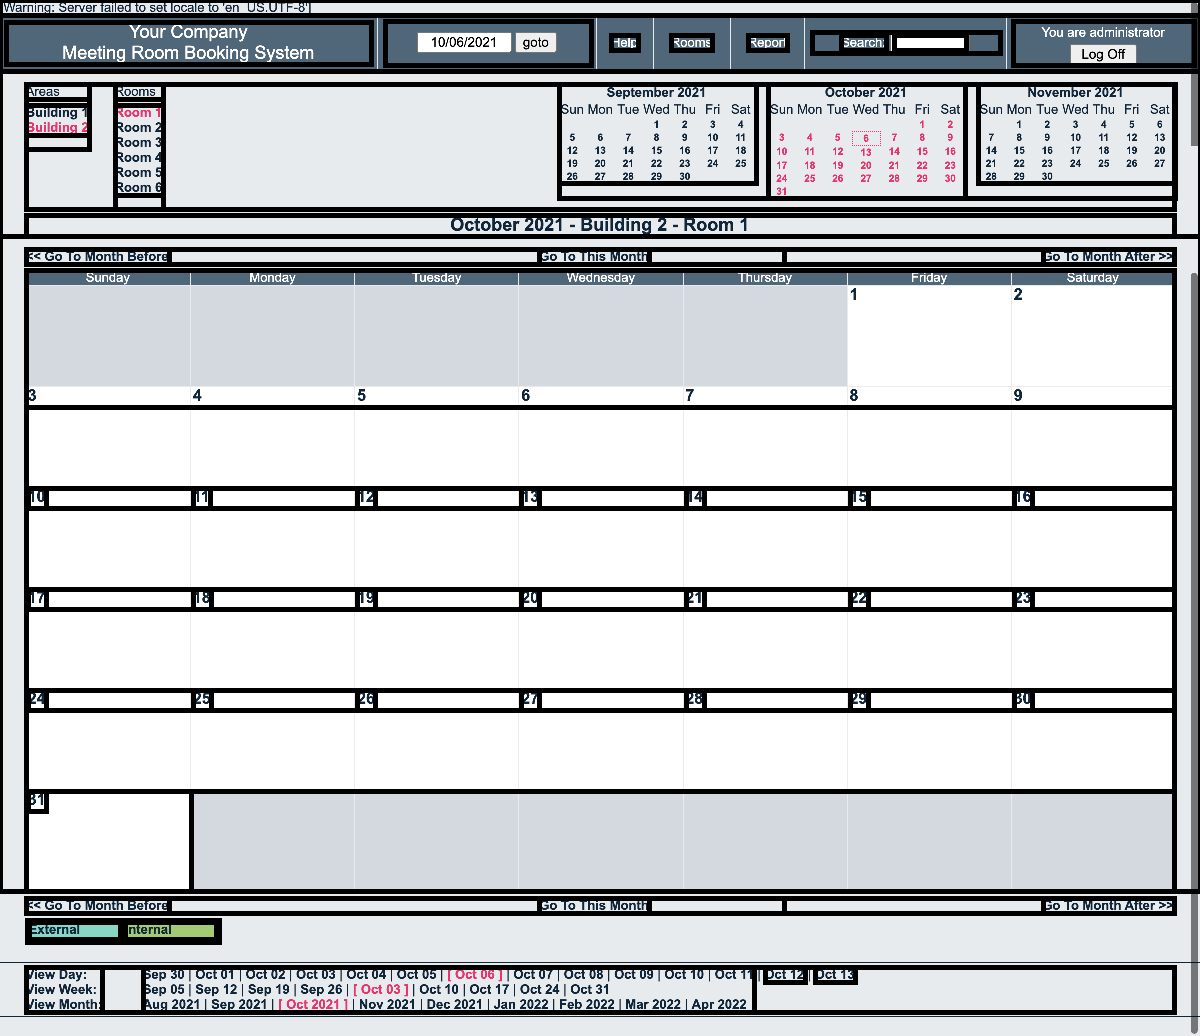 Warning: Server failed to set locale to 'en_US.UTF-8']
Your Company
Meeting Room Booking System
10/06/2021 goto
Help
Rooms
Report
Search:
You are administrator
Log Off
Areas
Building 1
Building 2
Rooms
Room 1
Room 2
Room 3
Room 4
Room 5
Room 6
September 2021
Sun Mon Tue Wed Thu Fri Sat
1 2 3 4
5 6 7 8 9 10 11
12 13 14 15 16 17 18
19 20 21 22 23 24 25
26 27 28 29 30
October 2021
Sun Mon Tue Wed Thu Fri Sat
1 2
3 4 5 6 7 8 9
10 11 12 13 14 15 16
17 18 19 20 21 22 23
24 25 26 27 28 29 30
31
November 2021
Sun Mon Tue Wed Thu Fri Sat
1 2 3 4 5 6
7 8 9 10 11 12 13
14 15 16 17 18 19 20
21 22 23 24 25 26 27
28 29 30
October 2021 - Building 2 - Room 1
<< Go To Month Before Go To This Month Go To Month After >>
Sunday Monday Tuesday Wednesday Thursday Friday Saturday
1 2
3 4 5 6 7 8 9
10 11 12 13 14 15 16
17 18 19 20 21 22 23
24 25 26 27 28 29 30
31
<< Go To Month Before Go To This Month Go To Month After >>
External Internal
View Day: Sep 30 | Oct 01 | Oct 02 | Oct 03 | Oct 04 | Oct 05 | [ Oct 06 ] | Oct 07 | Oct 08 | Oct 09 | Oct 10 | Oct 11 | Oct 12 | Oct 13
View Week: Sep 05 | Sep 12 | Sep 19 | Sep 26 | [ Oct 03 ] | Oct 10 | Oct 17 | Oct 24 | Oct 31
View Month: Aug 2021 | Sep 2021 | [ Oct 2021 ] | Nov 2021 | Dec 2021 | Jan 2022 | Feb 2022 | Mar 2022 | Apr 2022